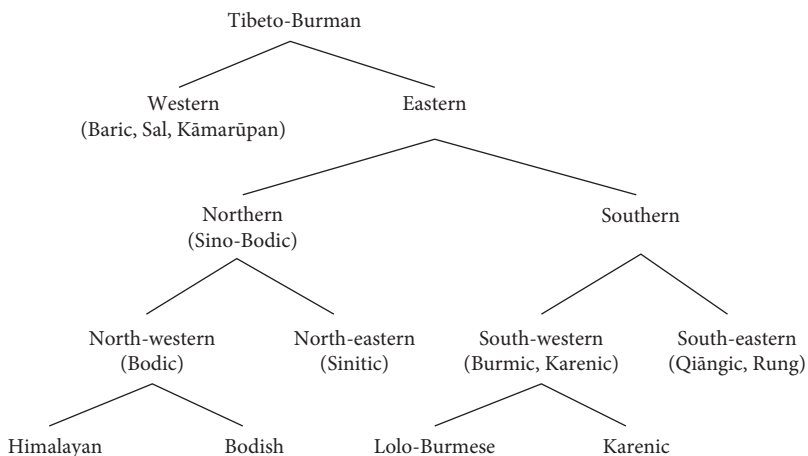 Tibeto-Burman
Western
(Baric, Sal, Kāmarūpan)
Eastern
Northern
(Sino-Bodic)
Southern
North-western
(Bodic)
North-eastern
(Sinitic)
South-western
(Burmic, Karenic)
South-eastern
(Qiāngic, Rung)
Himalayan
Bodish
Lolo-Burmese
Karenic